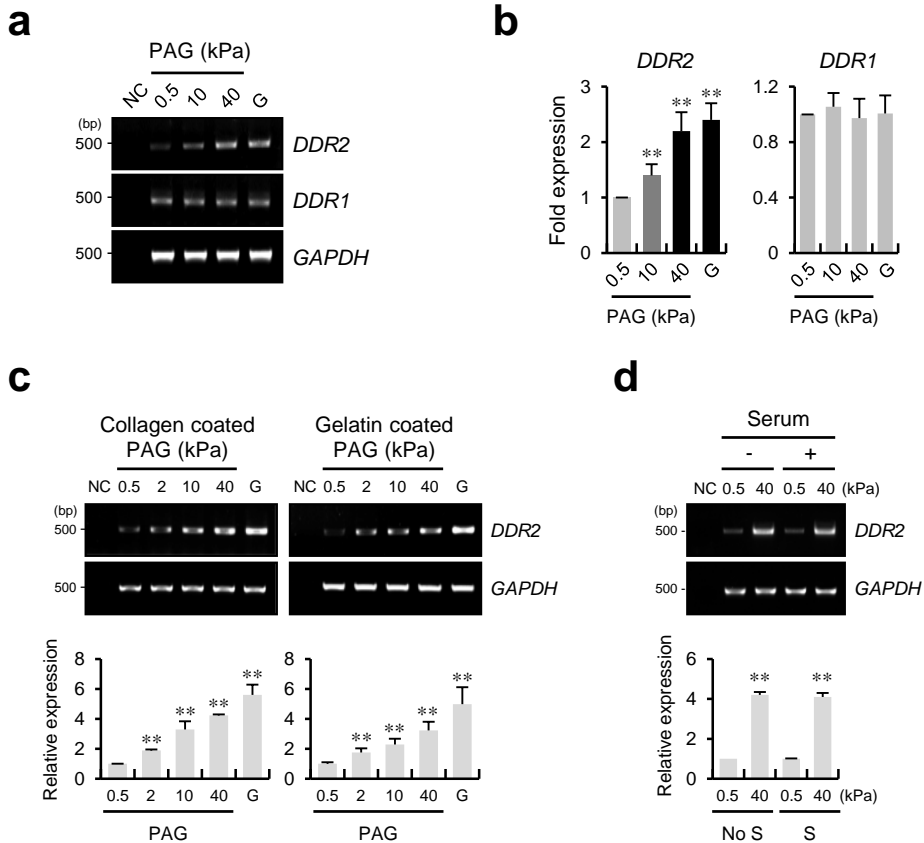 a
PAG (kPa)
NC 0.5 10 40 G
(bp)
500 DDR2
500 DDR1
500 GAPDH
b
DDR2 DDR1
Fold expression
3
2
1
0
**
**
**
0.5 10 40 G
PAG (kPa)
1.2
0.8
0.4
0
0.5 10 40 G
PAG (kPa)
c
Collagen coated
PAG (kPa)
Gelatin coated
PAG (kPa)
NC 0.5 2 10 40 G NC 0.5 2 10 40 G
(bp)
500 DDR2
500 GAPDH
Relative expression
8
6
4
2
0
** ** ** **
0.5 2 10 40 G
PAG
8
6
4
2
0
** ** ** **
0.5 2 10 40 G
PAG
d
Serum
- +
NC 0.5 40 0.5 40 (kPa)
(bp)
500 DDR2
500 GAPDH
Relative expression
6
4
2
0
** **
0.5 40 0.5 40 (kPa)
No S S